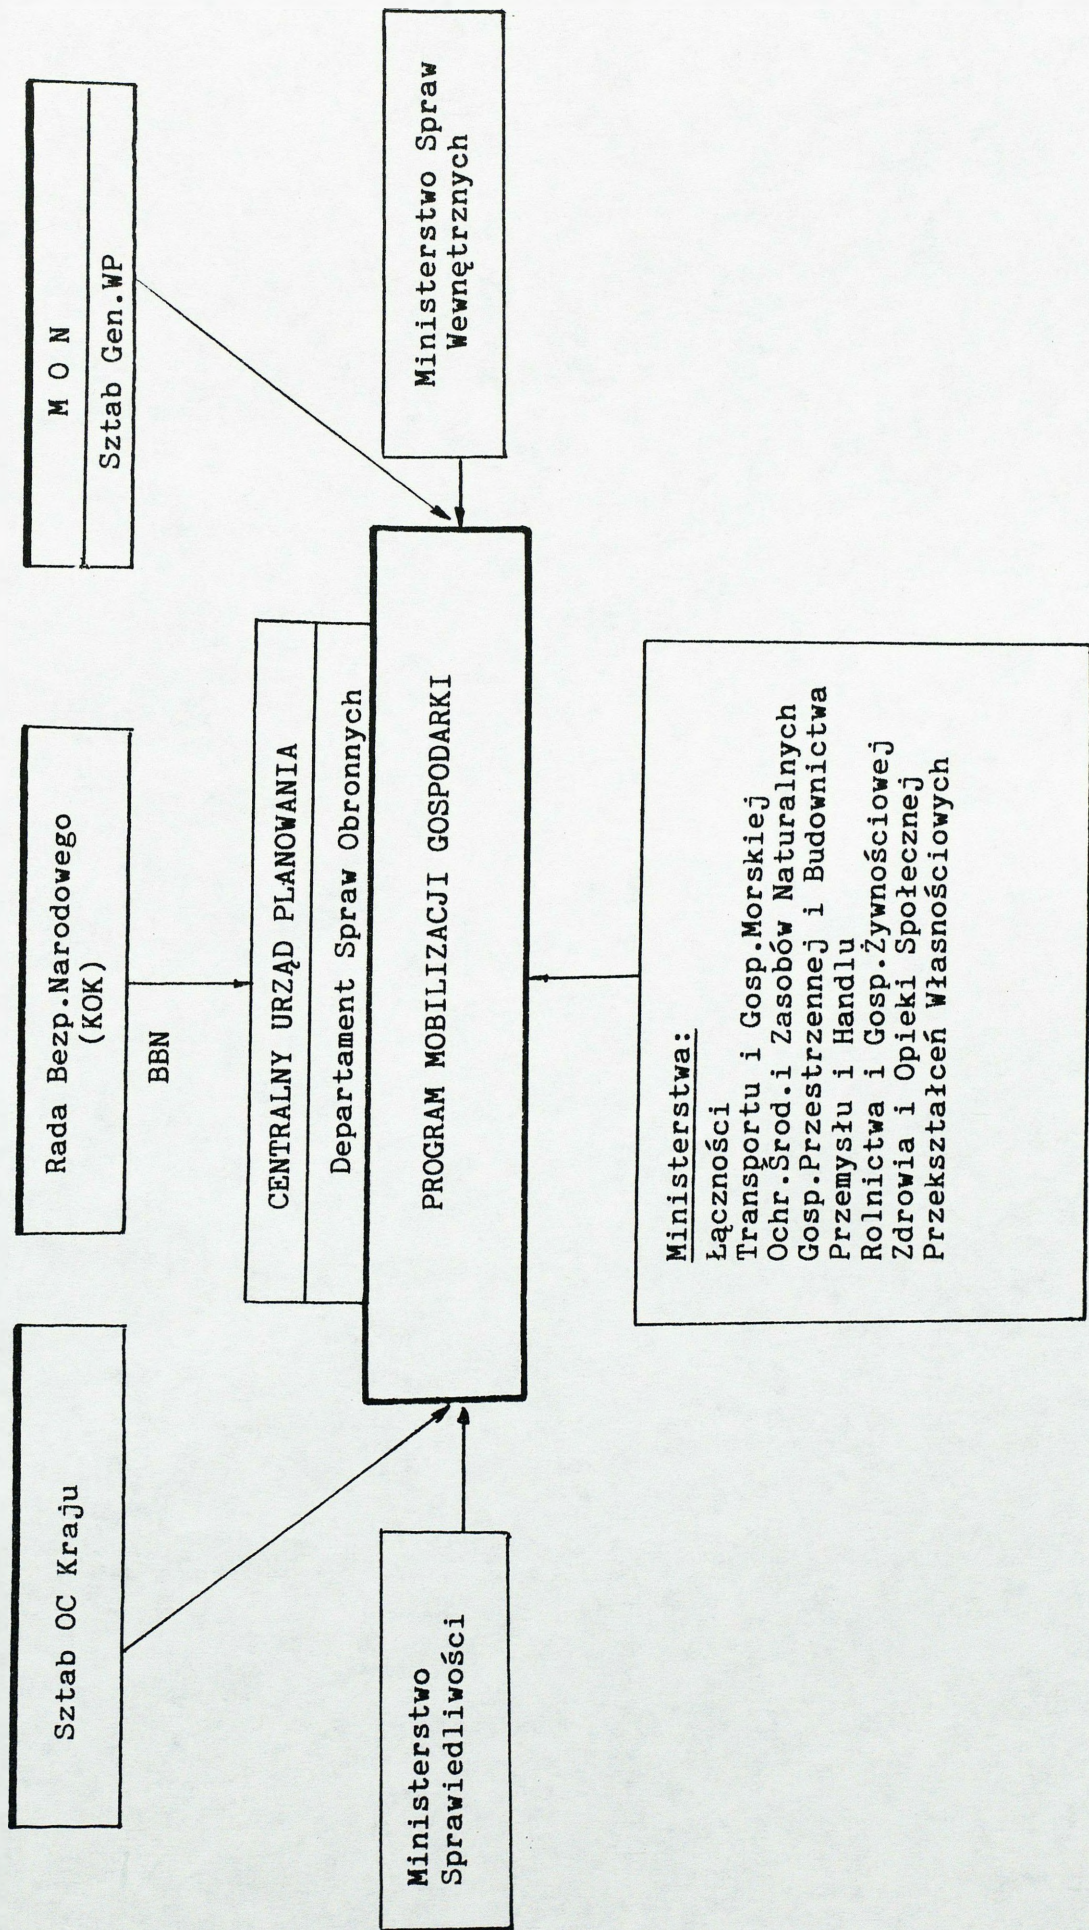 Sztab OC Kraju
Rada Bezp.Narodowego
(KOK)
M O N
Sztab Gen.WP
BBN
CENTRALNY URZĄD PLANOWANIA
Departament Spraw Obronnych
PROGRAM MOBILIZACJI GOSPODARKI
Ministerstwo
Sprawiedliwości
Ministerstwo Spraw
Wewnętrznych
Ministerstwa:
Łączności
Transportu i Gosp.Morskiej
Ochr.Środ.i Zasobów Naturalnych
Gosp.Przestrzennej i Budownictwa
Przemysłu i Handlu
Rolnictwa i Gosp.Żywnościowej
Zdrowia i Opieki Społecznej
Przekształceń Własnościowych